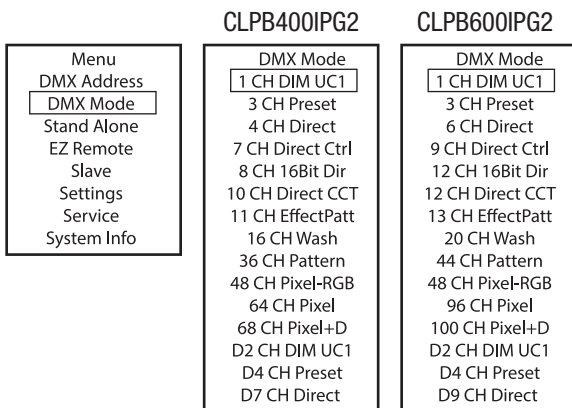 CLPB400IPG2
CLPB600IPG2
Menu
DMX Address
DMX Mode
Stand Alone
EZ Remote
Slave
Settings
Service
System Info
DMX Mode
1 CH DIM UC1
3 CH Preset
4 CH Direct
7 CH Direct Ctrl
8 CH 16Bit Dir
10 CH Direct CCT
11 CH EffectPatt
16 CH Wash
36 CH Pattern
48 CH Pixel-RGB
64 CH Pixel
68 CH Pixel+D
D2 CH DIM UC1
D4 CH Preset
D7 CH Direct
DMX Mode
1 CH DIM UC1
3 CH Preset
6 CH Direct
9 CH Direct Ctrl
12 CH 16Bit Dir
12 CH Direct CCT
13 CH EffectPatt
20 CH Wash
44 CH Pattern
48 CH Pixel-RGB
96 CH Pixel
100 CH Pixel+D
D2 CH DIM UC1
D4 CH Preset
D9 CH Direct